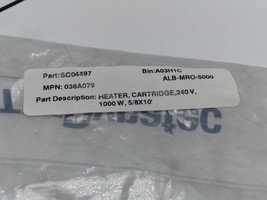 Part:SC04497 Bin:A03H1C
ALB-MRO-5000
MPN: 036A079
Part Description: HEATER, CARTRIDGE,240 V,
1000 W, 5/8X10'